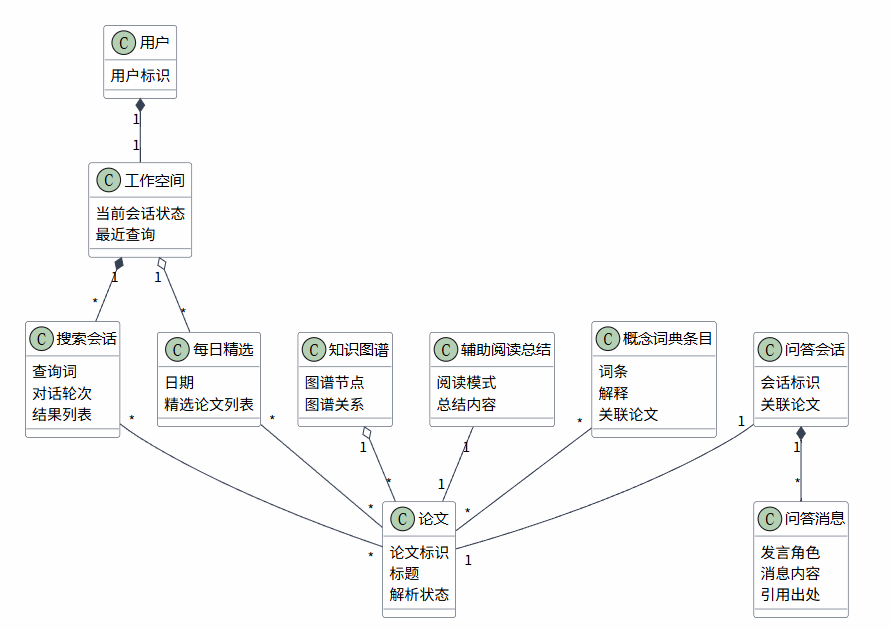 C 用户
用户标识
1
1
C 工作空间
当前会话状态
最近查询
1
1
*
*
C 搜索会话
查询词
对话轮次
结果列表
C 每日精选
日期
精选论文列表
C 知识图谱
图谱节点
图谱关系
C 辅助阅读总结
阅读模式
总结内容
C 概念词典条目
词条
解释
关联论文
C 问答会话
会话标识
关联论文
*
*
1
1
*
1
1
*
1
*
*
*
*
1
C 论文
论文标识
标题
解析状态
C 问答消息
发言角色
消息内容
引用出处